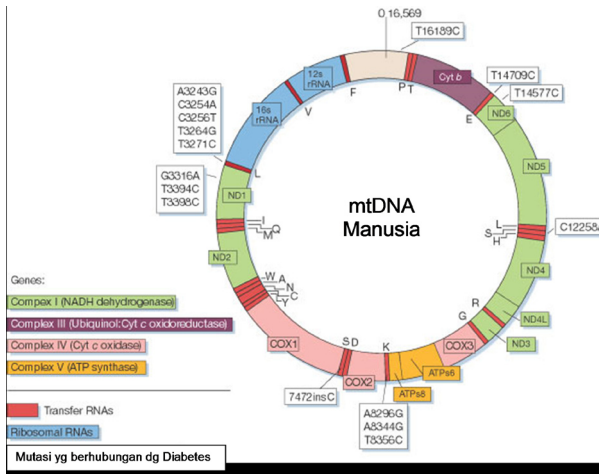 0 16,569
T16189C
12s
rRNA
Cyt b
T14709C
T14577C
F
P T
16s
rRNA
V
E
ND6
A3243G
C3254A
C3256T
T3264G
T3271C
L
ND5
G3316A
T3394C
T3398C
ND1
mtDNA
Manusia
I
Q
M
L
S
H
C12258A
ND2
ND4
W A
N
C
Y
Genes:
Complex I (NADH dehydrogenase)
Complex III (Ubiquinol:Cyt c oxidoreductase)
Complex IV (Cyt c oxidase)
Complex V (ATP synthase)
R
G
ND4L
ND3
COX1
S D
K
COX3
COX2
ATPs6
ATPs8
7472insC
A8296G
A8344G
T8356C
Transfer RNAs
Ribosomal RNAs
Mutasi yg berhubungan dg Diabetes